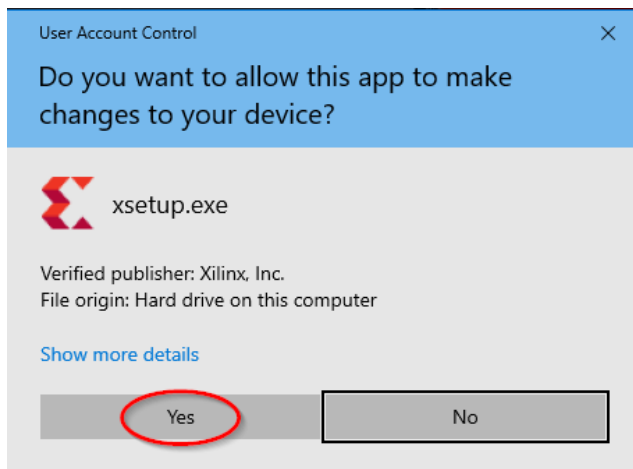 User Account Control
Do you want to allow this app to make
changes to your device?
xsetup.exe
Verified publisher: Xilinx, Inc.
File origin: Hard drive on this computer
Show more details
Yes
No